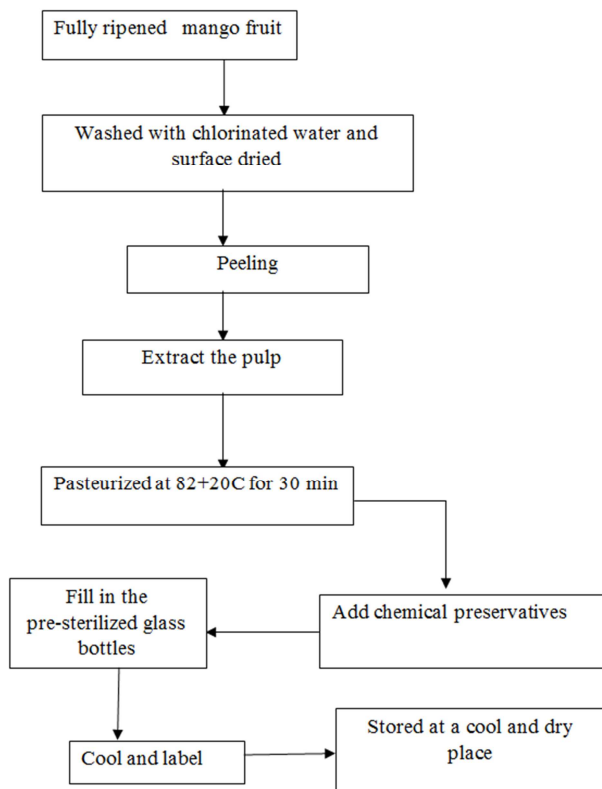 Fully ripened mango fruit
Washed with chlorinated water and
surface dried
Peeling
Extract the pulp
Pasteurized at 82+20C for 30 min
Add chemical preservatives
Fill in the
pre-sterilized glass
bottles
Cool and label
Stored at a cool and dry
place